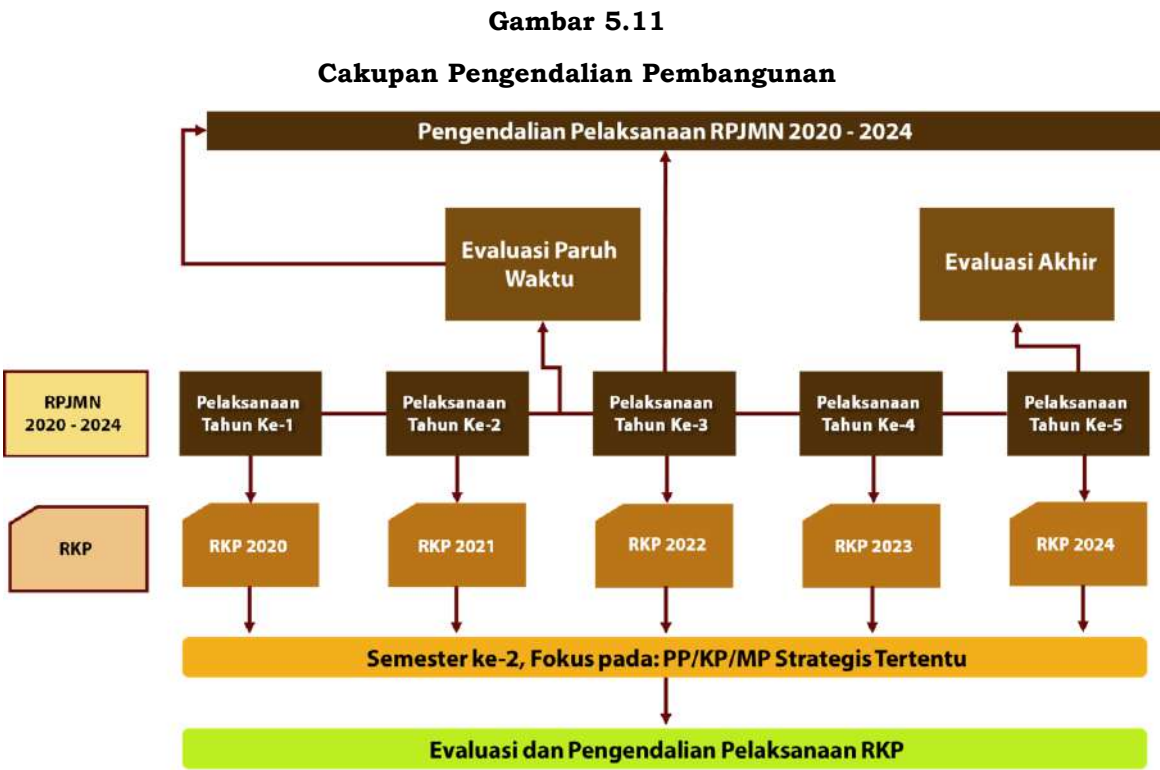 Gambar 5.11
Cakupan Pengendalian Pembangunan
Pengendalian Pelaksanaan RPJMN 2020 - 2024
Evaluasi Paruh
Waktu
Evaluasi Akhir
RPJMN
2020 - 2024
Pelaksanaan
Tahun Ke-1
Pelaksanaan
Tahun Ke-2
Pelaksanaan
Tahun Ke-3
Pelaksanaan
Tahun Ke-4
Pelaksanaan
Tahun Ke-5
RKP
RKP 2020
RKP 2021
RKP 2022
RKP 2023
RKP 2024
Semester ke-2, Fokus pada: PP/KP/MP Strategis Tertentu
Evaluasi dan Pengendalian Pelaksanaan RKP